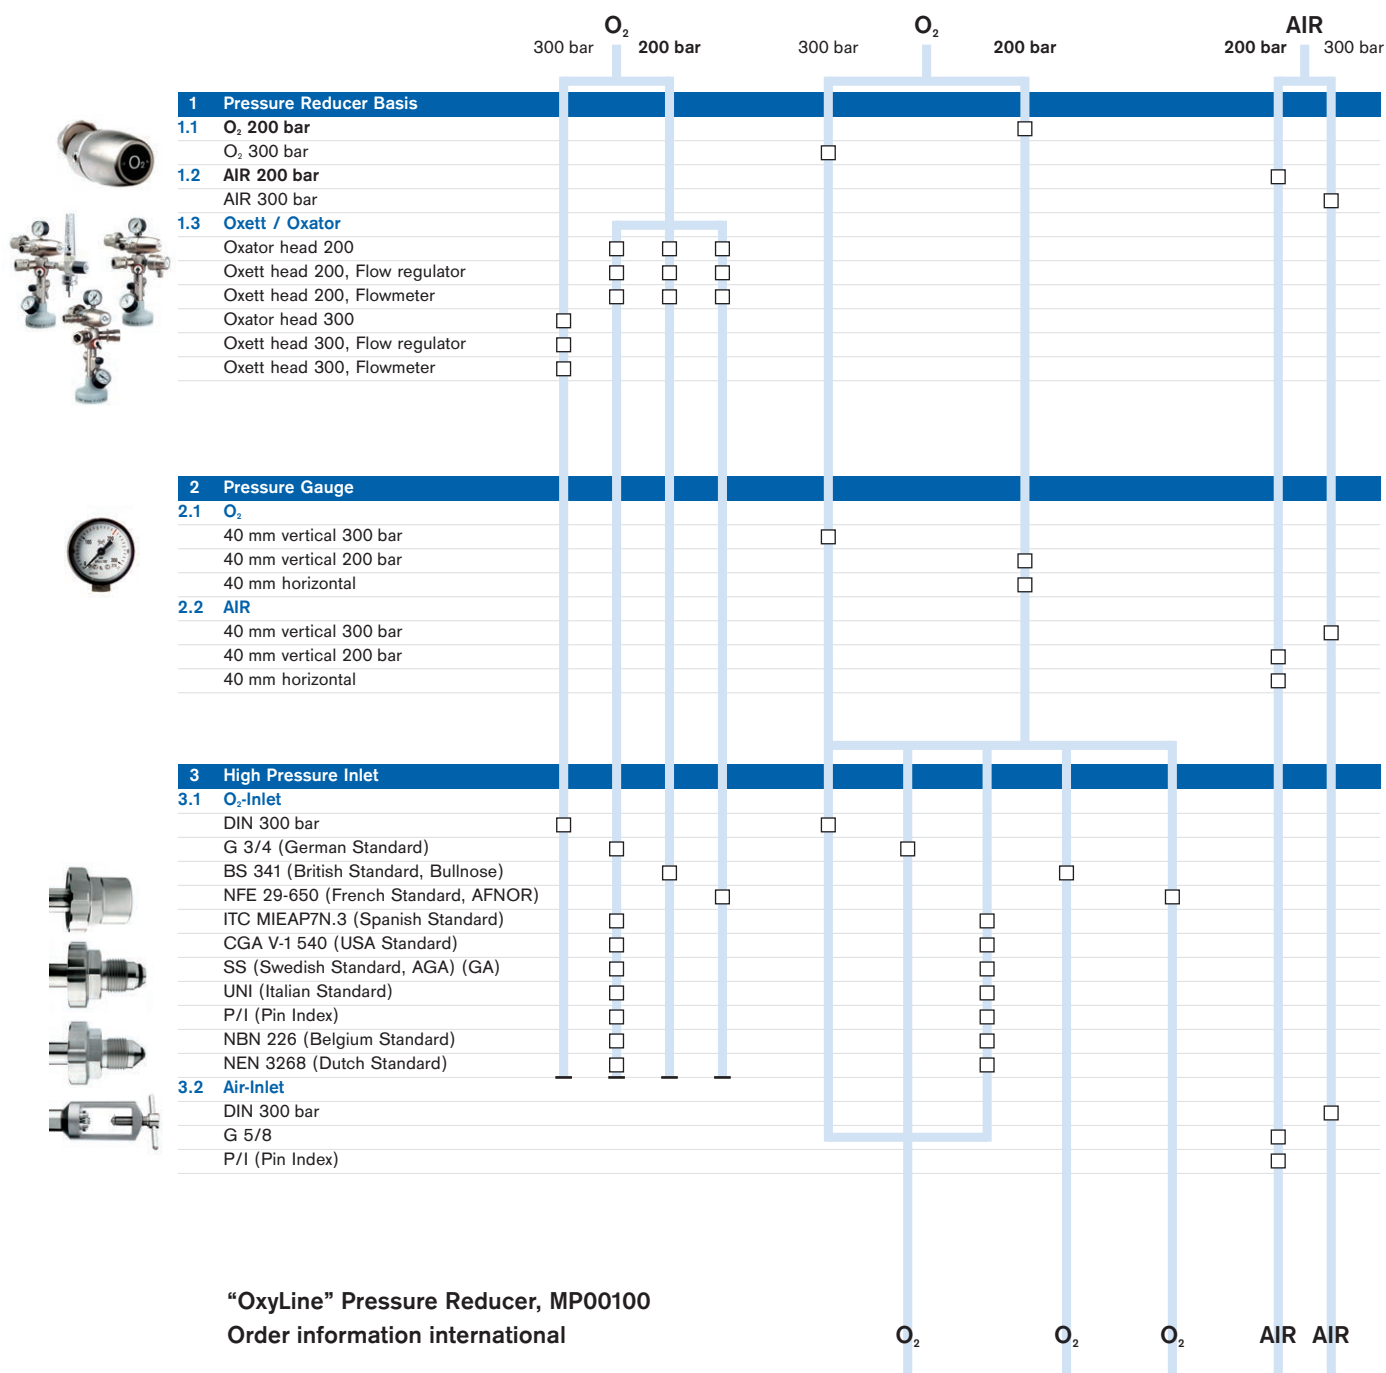 O₂ O₂ AIR
300 bar 200 bar 300 bar 200 bar 200 bar 300 bar
1 Pressure Reducer Basis
1.1 O₂ 200 bar
O₂ 300 bar
1.2 AIR 200 bar
AIR 300 bar
1.3 Oxett / Oxator
Oxator head 200
Oxett head 200, Flow regulator
Oxett head 200, Flowmeter
Oxator head 300
Oxett head 300, Flow regulator
Oxett head 300, Flowmeter
O₂
2 Pressure Gauge
2.1 O₂
40 mm vertical 300 bar
40 mm vertical 200 bar
40 mm horizontal
2.2 AIR
40 mm vertical 300 bar
40 mm vertical 200 bar
40 mm horizontal
3 High Pressure Inlet
3.1 O₂-Inlet
DIN 300 bar
G 3/4 (German Standard)
BS 341 (British Standard, Bullnose)
NFE 29-650 (French Standard, AFNOR)
ITC MIEAP7N.3 (Spanish Standard)
CGA V-1 540 (USA Standard)
SS (Swedish Standard, AGA) (GA)
UNI (Italian Standard)
P/I (Pin Index)
NBN 226 (Belgium Standard)
NEN 3268 (Dutch Standard)
3.2 Air-Inlet
DIN 300 bar
G 5/8
P/I (Pin Index)
“OxyLine” Pressure Reducer, MP00100
Order information international
O₂ O₂ O₂ AIR AIR